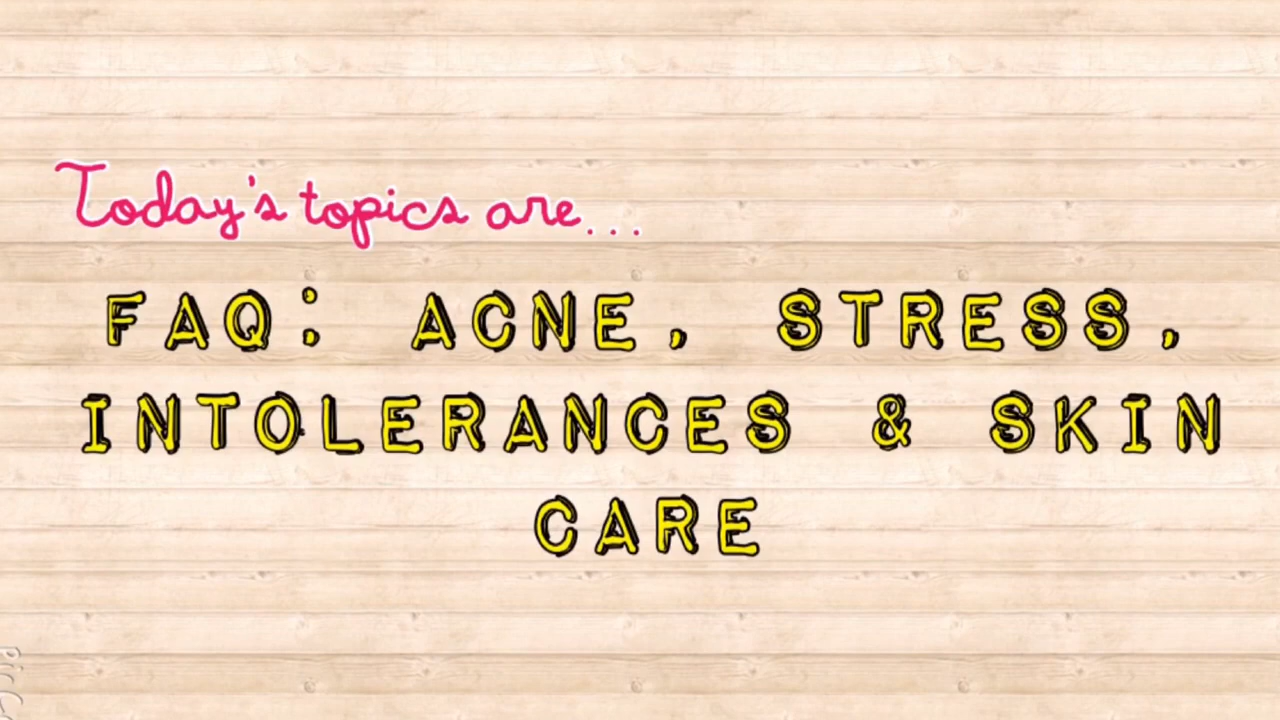 Today's topics are...
FAQ: ACNE, STRESS,
INTOLERANCES & SKIN
CARE